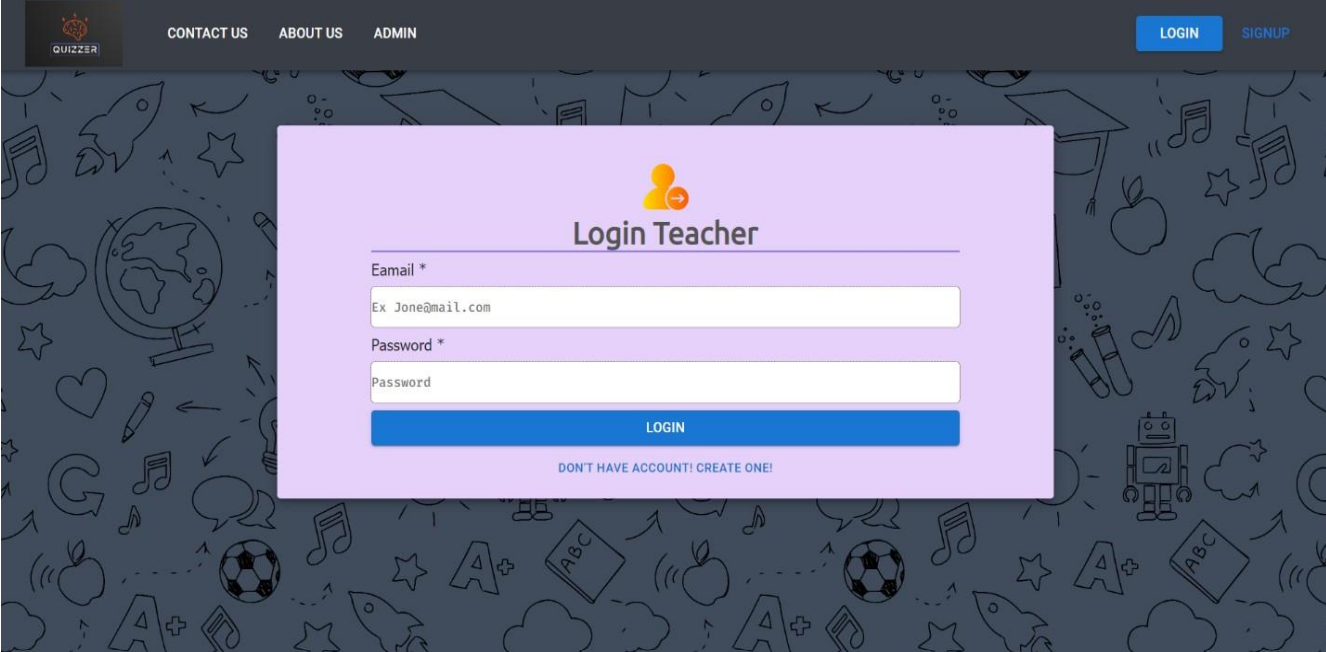 QUIZZER
CONTACT US ABOUT US ADMIN LOGIN SIGNUP
Login Teacher
Eamail *
Ex Jone@mail.com
Password *
Password
LOGIN
DON'T HAVE ACCOUNT! CREATE ONE!
ABC
ABC
A+
A+
A+
A+